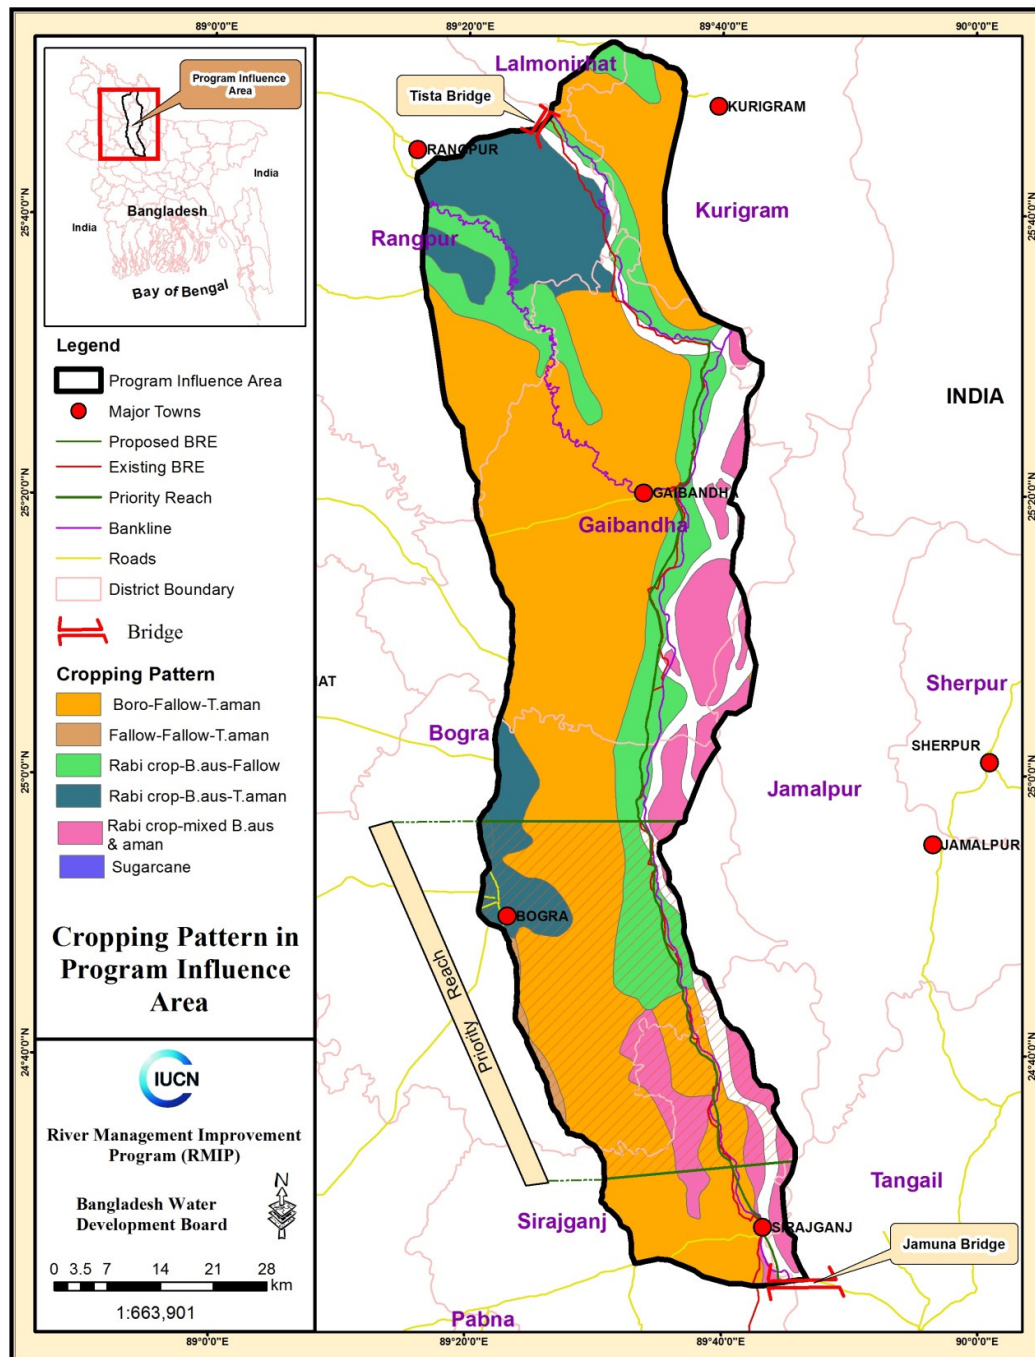 89°0'0"E
89°20'0"E
89°40'0"E
90°0'0"E
25°40'0"N
25°20'0"N
25°0'0"N
24°40'0"N
25°40'0"N
25°20'0"N
25°0'0"N
24°40'0"N
Program Influence
Area
India
India
Bangladesh
Bay of Bengal
Legend
Program Influence Area
Major Towns
Proposed BRE
Existing BRE
Priority Reach
Bankline
Roads
District Boundary
Bridge
Cropping Pattern
Boro-Fallow-T.aman
Fallow-Fallow-T.aman
Rabi crop-B.aus-Fallow
Rabi crop-B.aus-T.aman
Rabi crop-mixed B.aus
& aman
Sugarcane
Cropping Pattern in
Program Influence
Area
IUCN
River Management Improvement
Program (RMIP)
Bangladesh Water
Development Board
N
0 3.5 7 14 21 28
km
1:663,901
Lalmonirhat
Tista Bridge
KURIGRAM
RANGPUR
Kurigram
Rangpur
INDIA
GAIBANDHA
Gaibandha
AT
Bogra
Sherpur
SHERPUR
Jamalpur
JAMALPUR
BOGRA
Priority Reach
Tangail
Sirajganj
SIRAJGANJ
Jamuna Bridge
Pabna
89°0'0"E
89°20'0"E
89°40'0"E
90°0'0"E